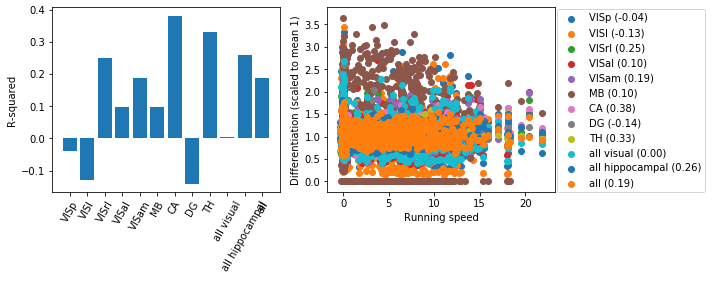 R-squared
0.4
0.3
0.2
0.1
0.0
−0.1
VISp
VISl
VISrl
VISal
VISam
MB
CA
DG
TH
all visual
all hippocampal
all
Differentiation (scaled to mean 1)
3.5
3.0
2.5
2.0
1.5
1.0
0.5
0.0
0
5
10
15
20
Running speed
VISp (-0.04)
VISl (-0.13)
VISrl (0.25)
VISal (0.10)
VISam (0.19)
MB (0.10)
CA (0.38)
DG (-0.14)
TH (0.33)
all visual (0.00)
all hippocampal (0.26)
all (0.19)